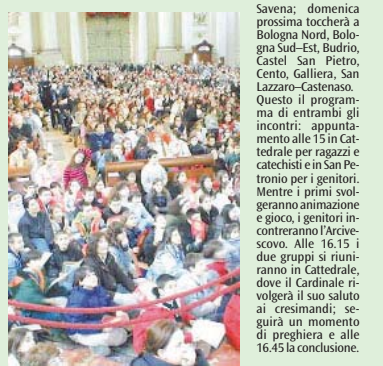 Savena; domenica
prossima toccherà a
Bologna Nord, Bolo-
gna Sud–Est, Budrio,
Castel San Pietro,
Cento, Galliera, San
Lazzaro–Castenaso.
Questo il program-
ma di entrambi gli
incontri: appunta-
mento alle 15 in Cat-
tedrale per ragazzi e
catechisti e in San Pe-
tronio per i genitori.
Mentre i primi svol-
geranno animazione
e gioco, i genitori in-
contreranno l'Arcive-
scovo. Alle 16.15 i
due gruppi si riuni-
ranno in Cattedrale,
dove il Cardinale ri-
volgerà il suo saluto
ai cresimandi; se-
guirà un momento
di preghiera e alle
16.45 la conclusione.